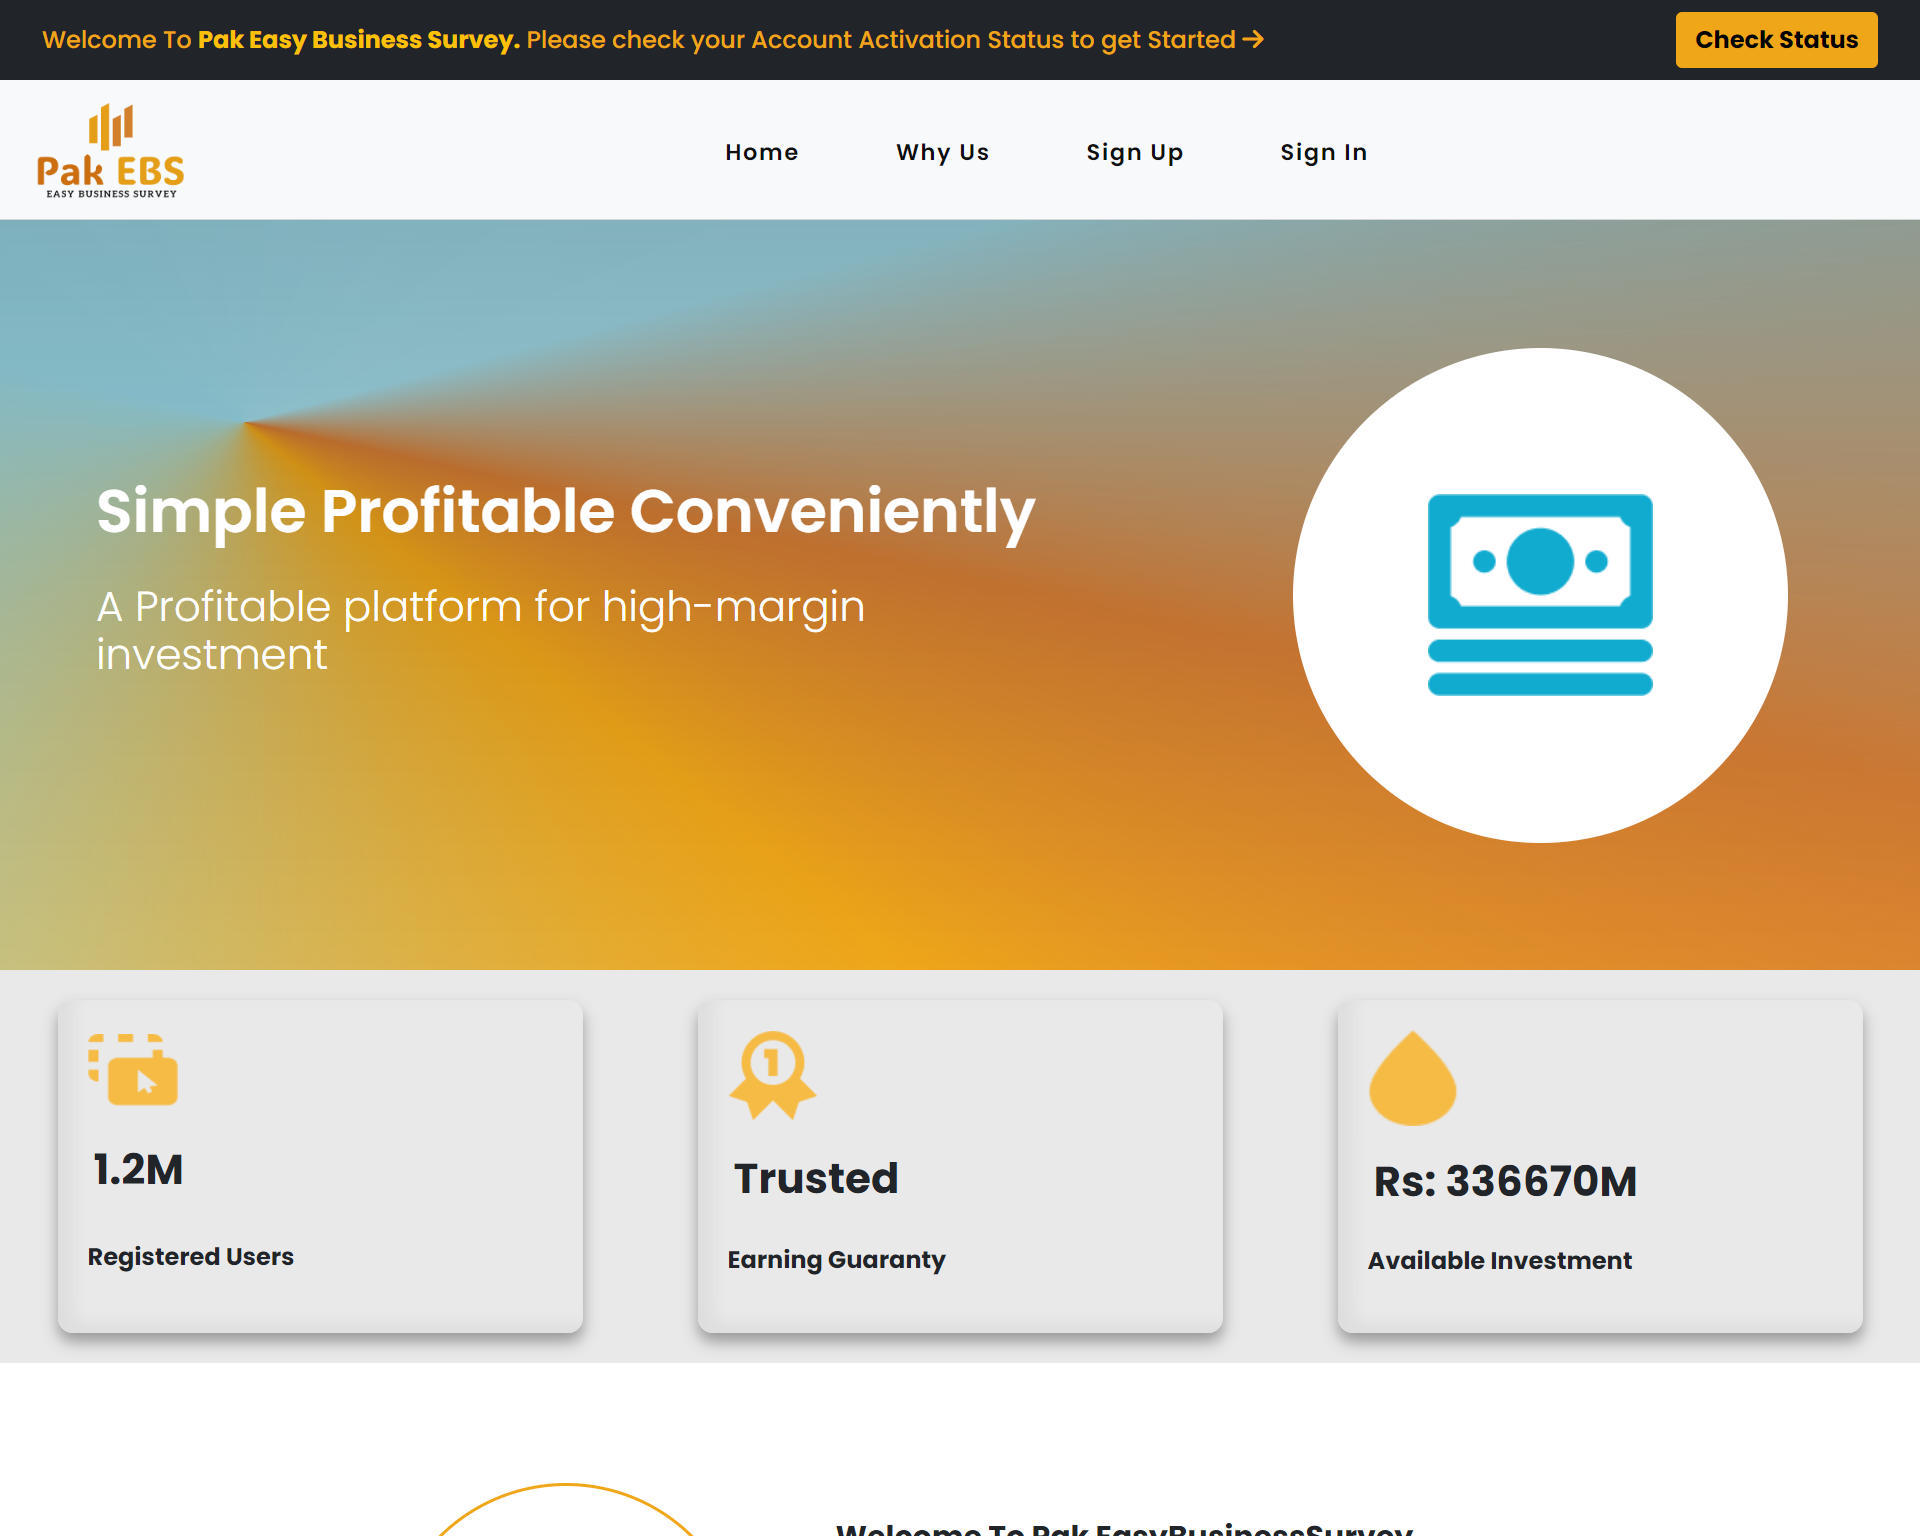 Welcome To Pak Easy Business Survey. Please check your Account Activation Status to get Started
Check Status
Pak EBS
EASY BUSINESS SURVEY
Home
Why Us
Sign Up
Sign In
Simple Profitable Conveniently
A Profitable platform for high-margin
investment
1.2M
Registered Users
1
Trusted
Earning Guaranty
Rs: 336670M
Available Investment
Welcome To Pak EasyBusinessSurvey